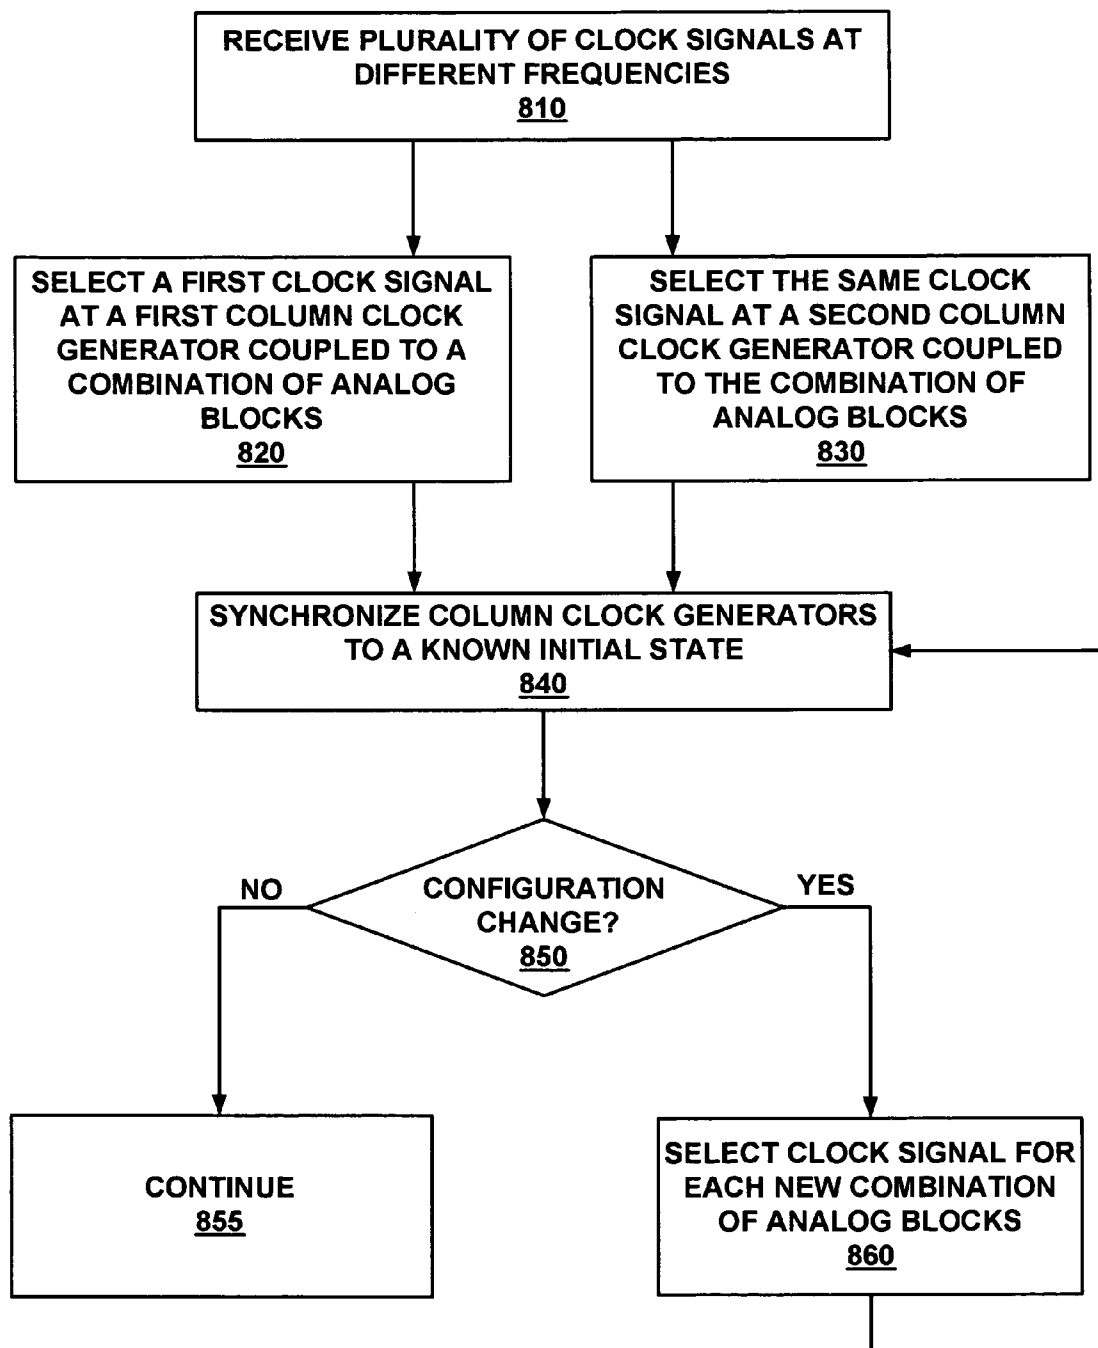 RECEIVE PLURALITY OF CLOCK SIGNALS AT
DIFFERENT FREQUENCIES
810
SELECT A FIRST CLOCK SIGNAL
AT A FIRST COLUMN CLOCK
GENERATOR COUPLED TO A
COMBINATION OF ANALOG
BLOCKS
820
SELECT THE SAME CLOCK
SIGNAL AT A SECOND COLUMN
CLOCK GENERATOR COUPLED
TO THE COMBINATION OF
ANALOG BLOCKS
830
SYNCHRONIZE COLUMN CLOCK GENERATORS
TO A KNOWN INITIAL STATE
840
NO
CONFIGURATION
CHANGE?
850
YES
CONTINUE
855
SELECT CLOCK SIGNAL FOR
EACH NEW COMBINATION
OF ANALOG BLOCKS
860